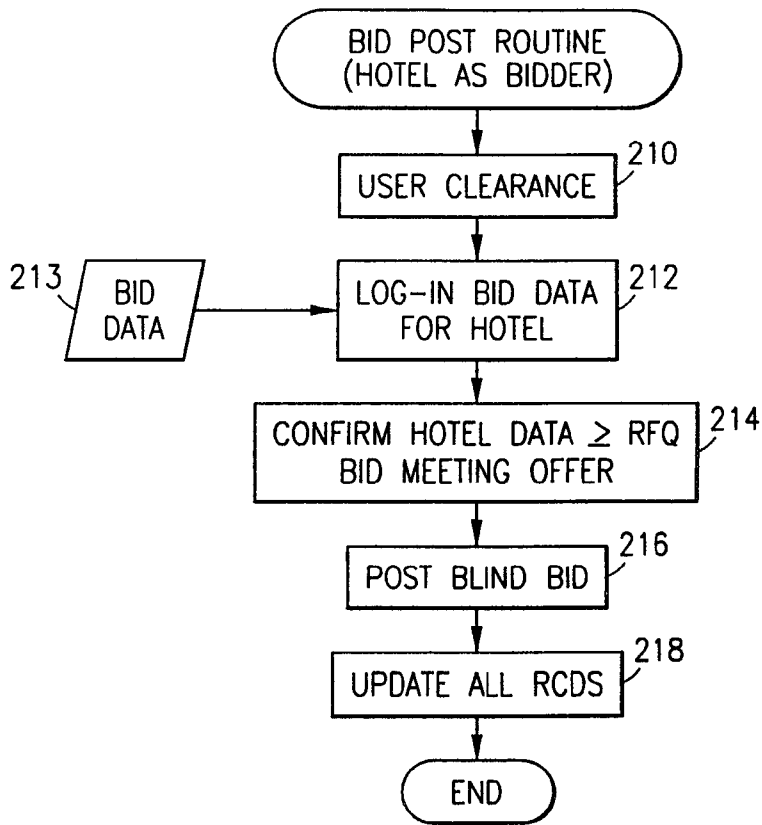 BID POST ROUTINE
(HOTEL AS BIDDER)
210
USER CLEARANCE
213
BID
DATA
LOG-IN BID DATA
FOR HOTEL
212
CONFIRM HOTEL DATA ≥ RFQ
BID MEETING OFFER
214
POST BLIND BID
216
UPDATE ALL RCDS
218
END